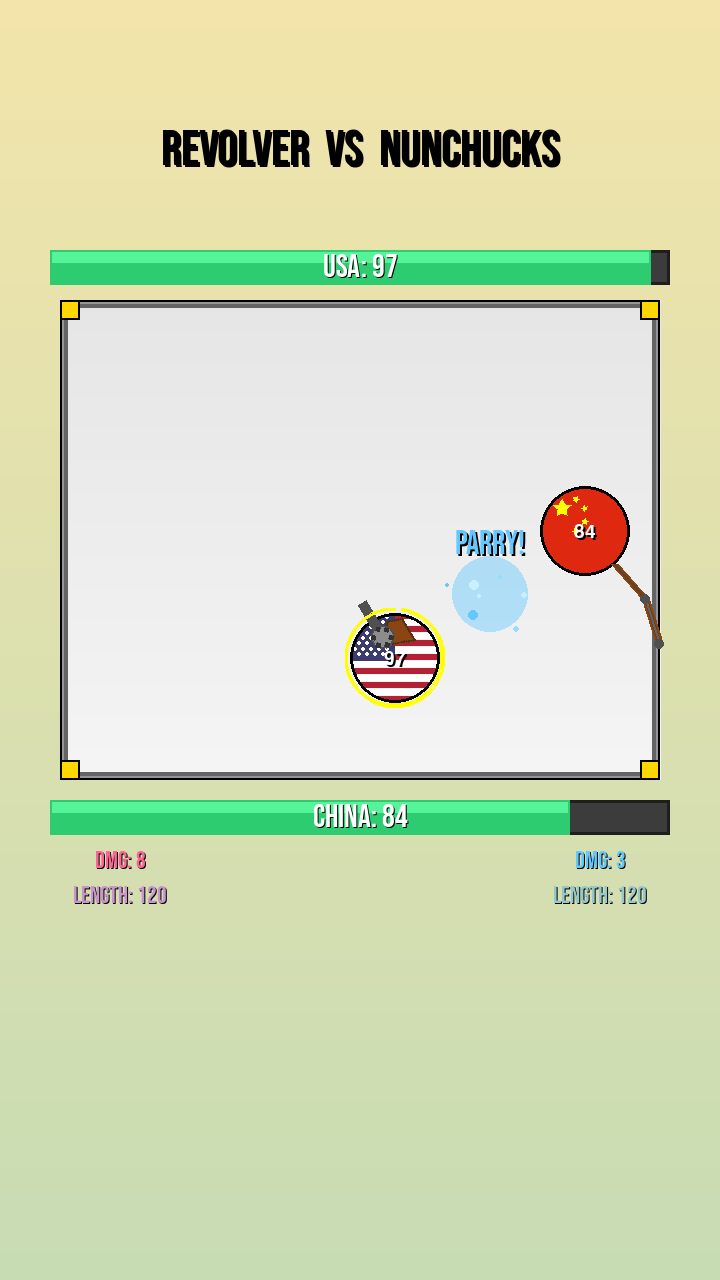 REVOLVER VS NUNCHUCKS
USA: 97
84
PARRY!
97
CHINA: 84
DMG: 8
DMG: 3
LENGTH: 120
LENGTH: 120